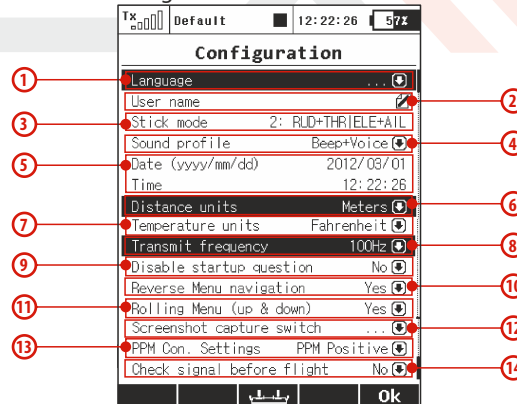 Tx Default 12:22:26 57%
Configuration
1 Language ...
User name 2
3 Stick mode 2: RUD+THR|ELE+AIL
Sound profile Beep+Voice 4
5 Date (yyyy/mm/dd) 2012/03/01
Time 12:22:26
Distance units Meters 6
7 Temperature units Fahrenheit
Transmit frequency 100Hz 8
9 Disable startup question No
Reverse Menu navigation Yes 10
11 Rolling Menu (up & down) Yes
Screenshot capture switch ... 12
13 PPM Con. Settings PPM Positive
Check signal before flight No 14
Ok